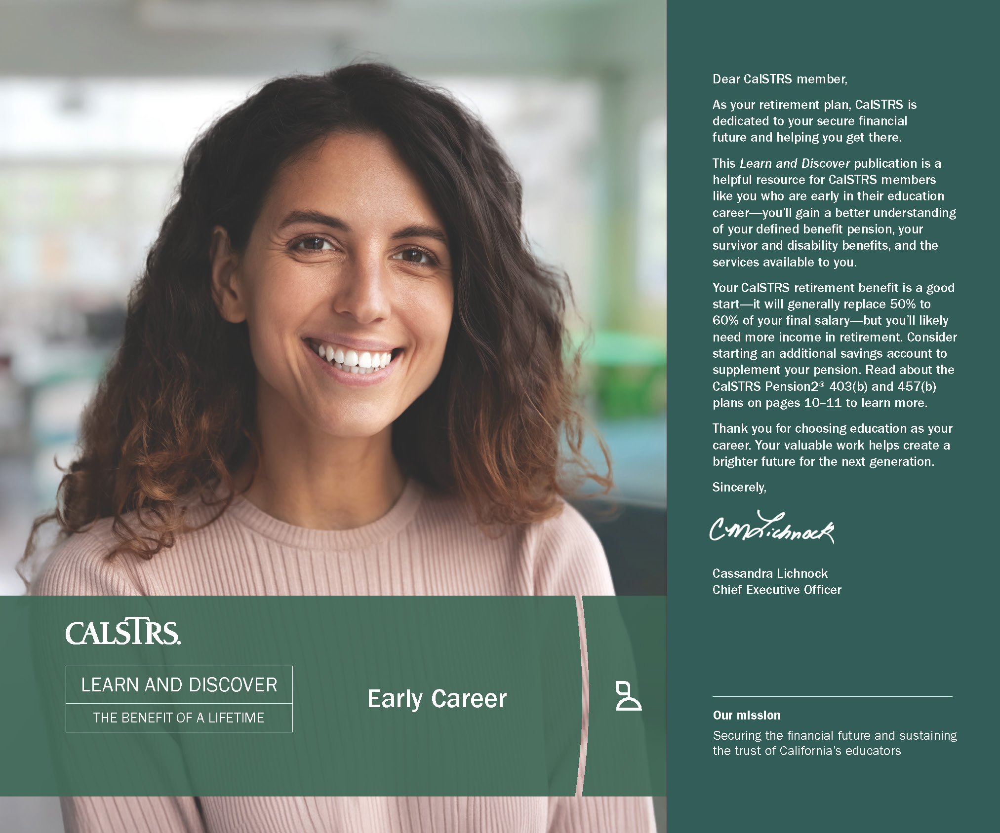 CALSTRS®
LEARN AND DISCOVER
THE BENEFIT OF A LIFETIME
Early Career
Dear CalSTRS member,
As your retirement plan, CalSTRS is
dedicated to your secure financial
future and helping you get there.
This Learn and Discover publication is a
helpful resource for CalSTRS members
like you who are early in their education
career—you’ll gain a better understanding
of your defined benefit pension, your
survivor and disability benefits, and the
services available to you.
Your CalSTRS retirement benefit is a good
start—it will generally replace 50% to
60% of your final salary—but you’ll likely
need more income in retirement. Consider
starting an additional savings account to
supplement your pension. Read about the
CalSTRS Pension2® 403(b) and 457(b)
plans on pages 10–11 to learn more.
Thank you for choosing education as your
career. Your valuable work helps create a
brighter future for the next generation.
Sincerely,
CMLichnock
Cassandra Lichnock
Chief Executive Officer
Our mission
Securing the financial future and sustaining
the trust of California’s educators